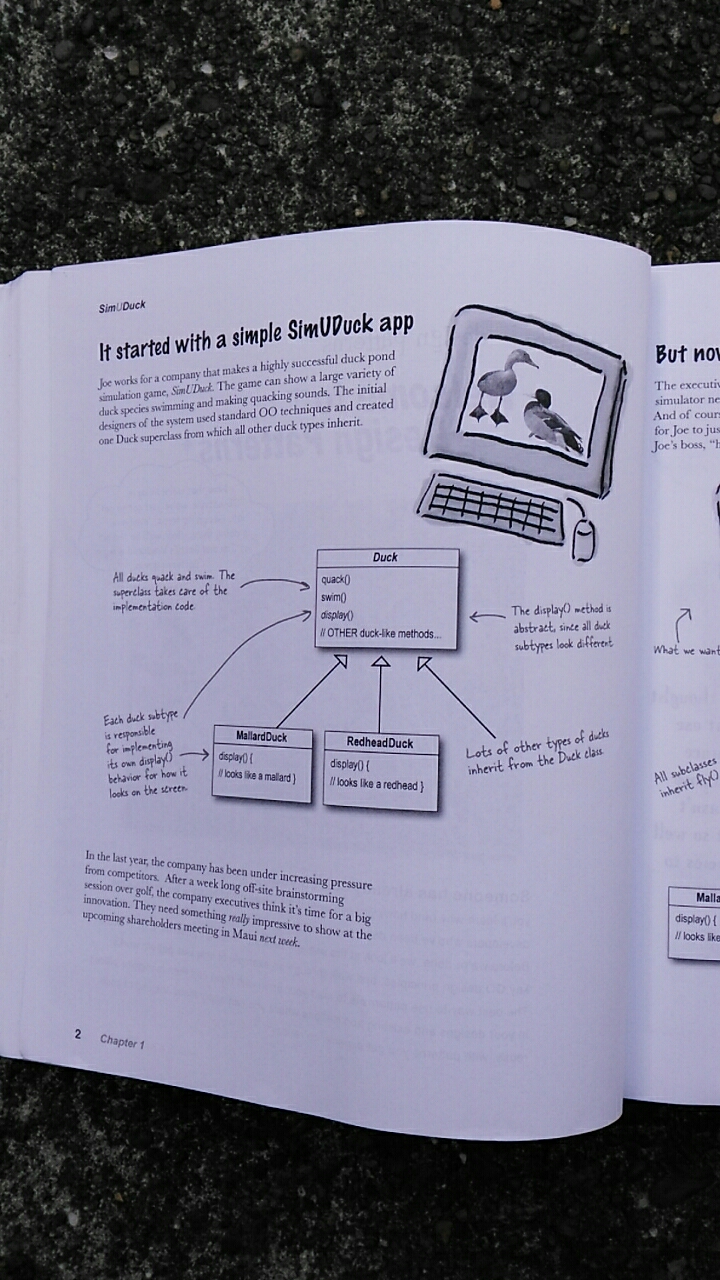 SimUDuck
It started with a simple SimUDuck app
Joe works for a company that makes a highly successful duck pond
simulation game, SimUDuck. The game can show a large variety of
duck species swimming and making quacking sounds. The initial
designers of the system used standard OO techniques and created
one Duck superclass from which all other duck types inherit.
All ducks quack and swim. The
superclass takes care of the
implementation code.
Duck
quack()
swim()
display()
// OTHER duck-like methods...
The display() method is
abstract, since all duck
subtypes look different
Each duck subtype
is responsible
for implementing
its own display()
behavior for how it
looks on the screen.
MallardDuck
display() {
// looks like a mallard }
RedheadDuck
display() {
// looks like a redhead }
Lots of other types of ducks
inherit from the Duck class.
In the last year, the company has been under increasing pressure
from competitors. After a week long off-site brainstorming
session over golf, the company executives think it's time for a big
innovation. They need something really impressive to show at the
upcoming shareholders meeting in Maui next week.
2 Chapter 1
But now
The executiv
simulator ne
And of cours
for Joe to jus
Joe's boss, "h
What we want
All subclasses
inherit fly()
Malla
display() {
// looks like